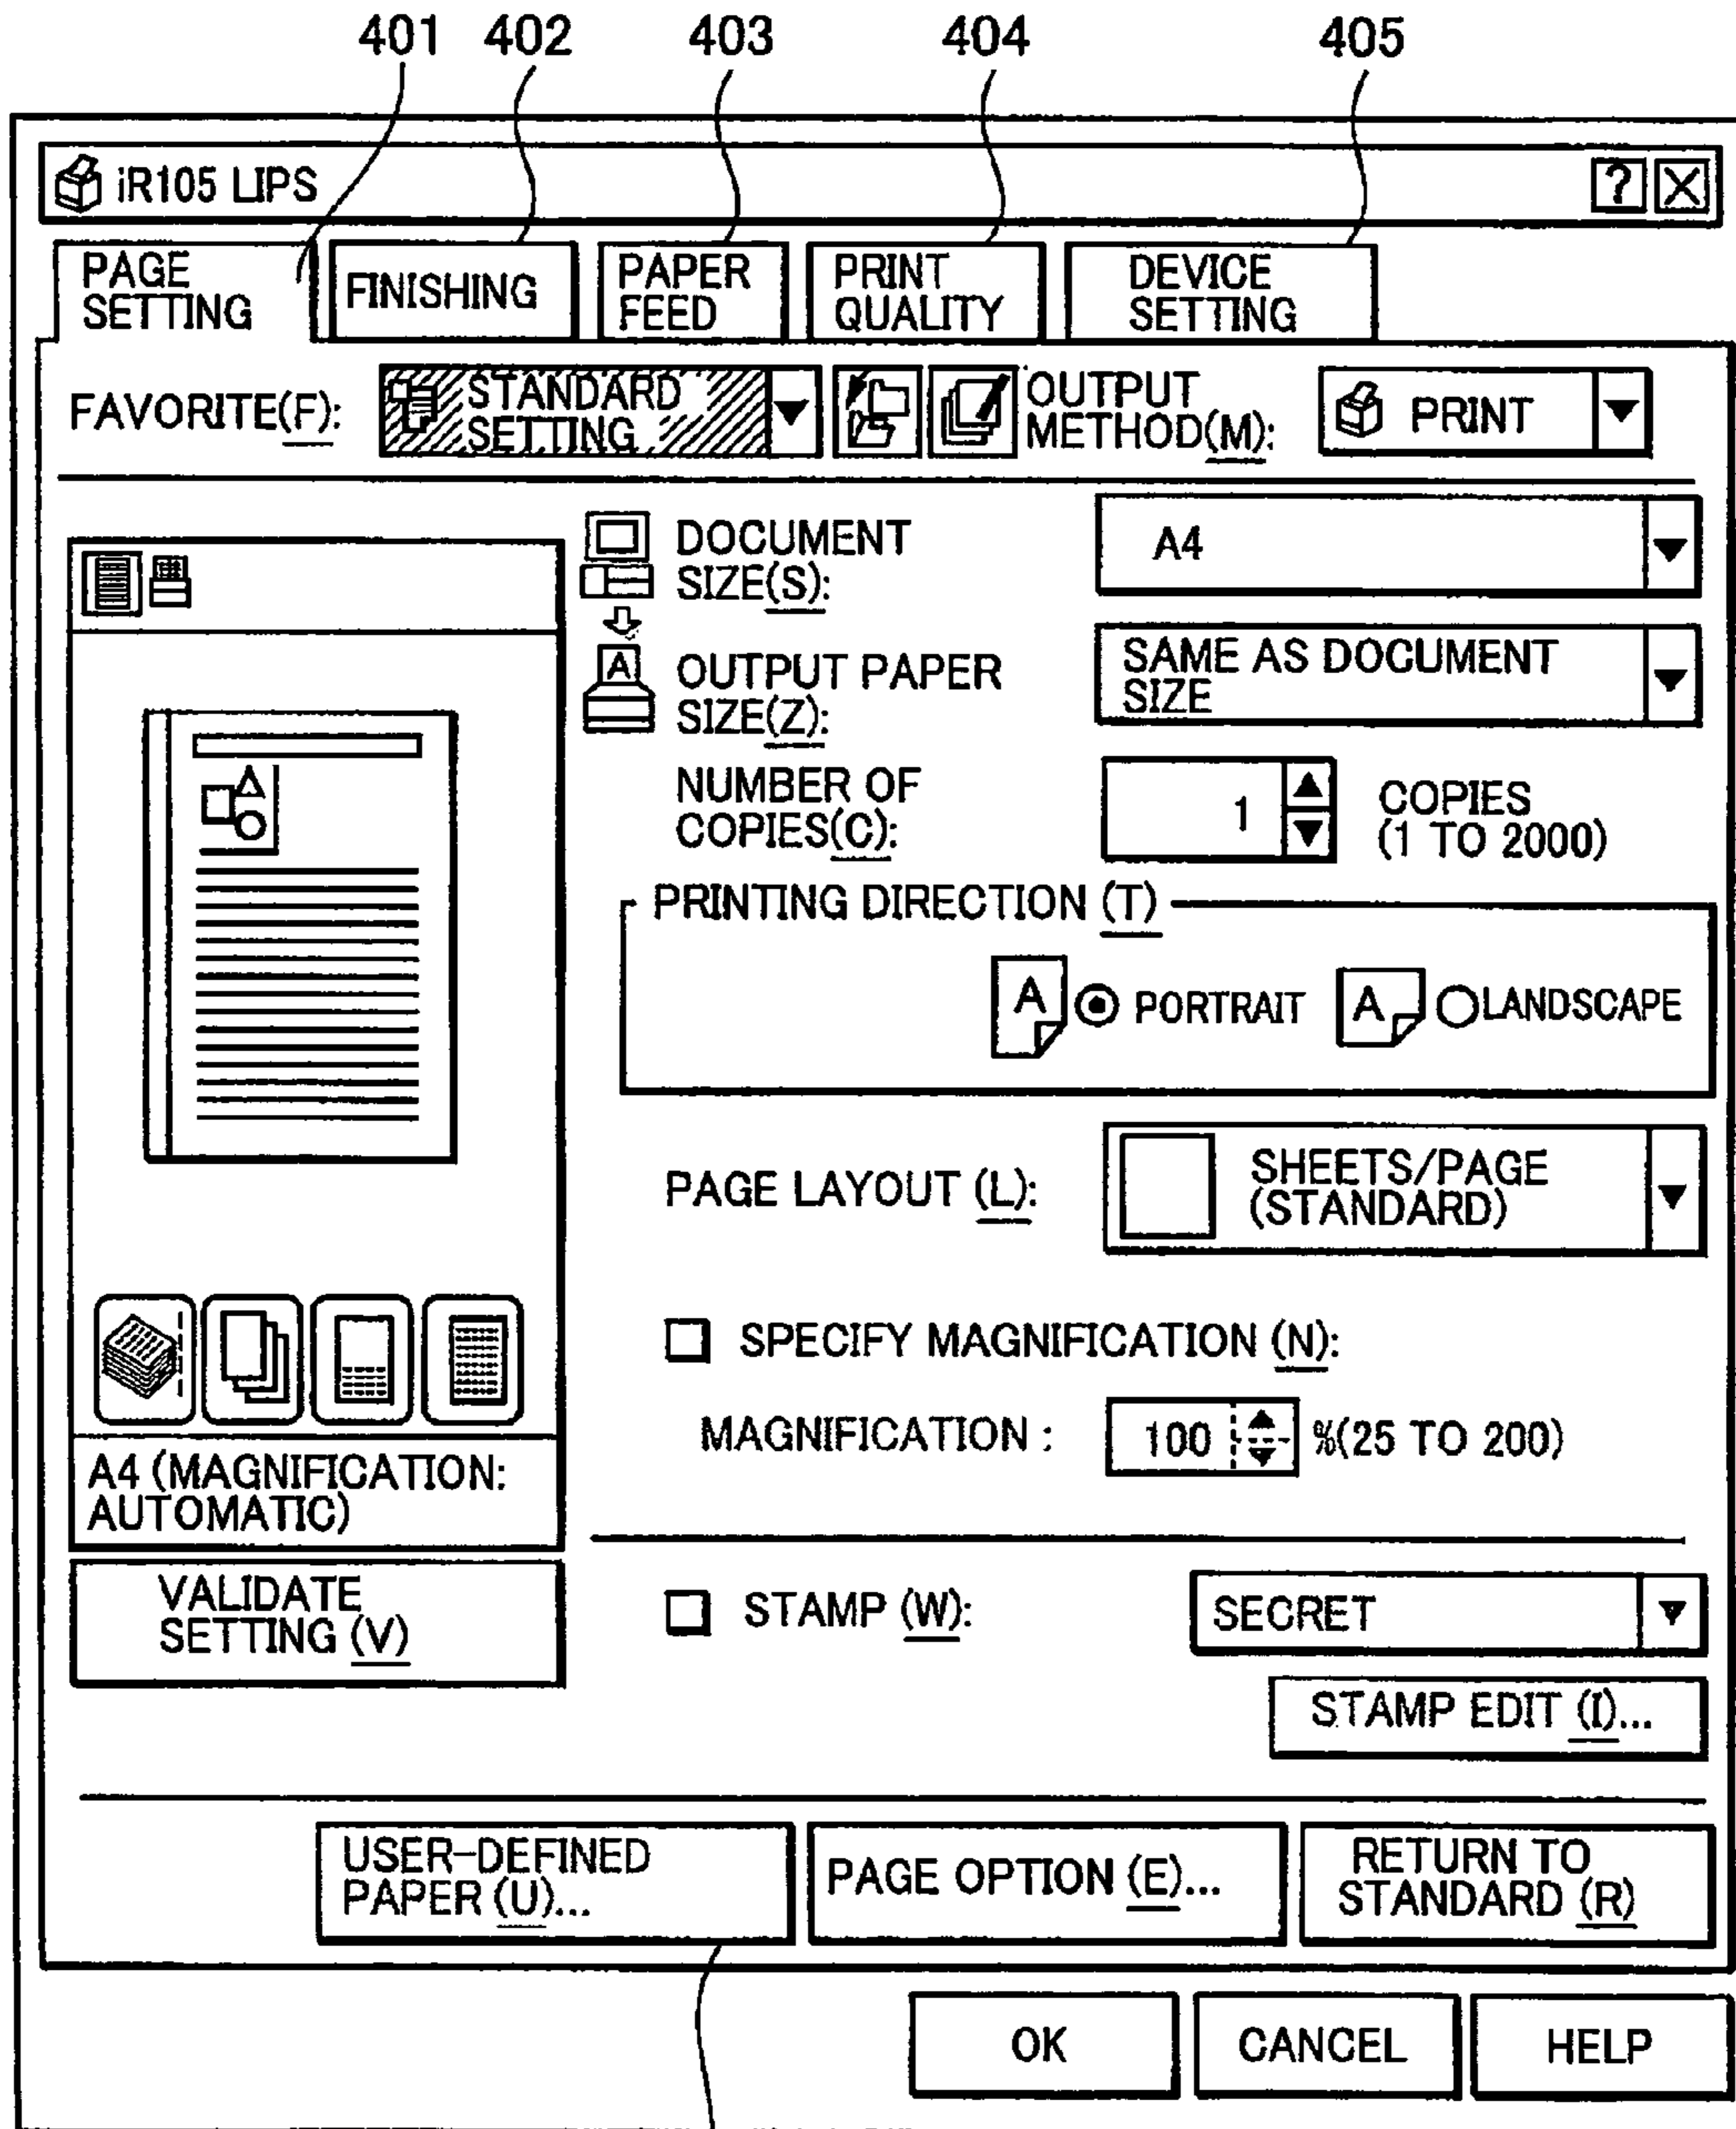 401 402 403 404 405
iR105 LIPS ?
PAGE
SETTING
FINISHING
PAPER
FEED
PRINT
QUALITY
DEVICE
SETTING
FAVORITE(F):
STANDARD
SETTING
OUTPUT
METHOD(M):
PRINT
DOCUMENT
SIZE(S):
A4
A
OUTPUT PAPER
SIZE(Z):
SAME AS DOCUMENT
SIZE
NUMBER OF
COPIES(C):
1
COPIES
(1 TO 2000)
PRINTING DIRECTION (T)
A PORTRAIT A LANDSCAPE
PAGE LAYOUT (L):
SHEETS/PAGE
(STANDARD)
SPECIFY MAGNIFICATION (N):
MAGNIFICATION : 100 %(25 TO 200)
A4 (MAGNIFICATION:
AUTOMATIC)
VALIDATE
SETTING (V)
STAMP (W): SECRET
STAMP EDIT (I)...
USER-DEFINED
PAPER (U)...
PAGE OPTION (E)...
RETURN TO
STANDARD (R)
OK CANCEL HELP